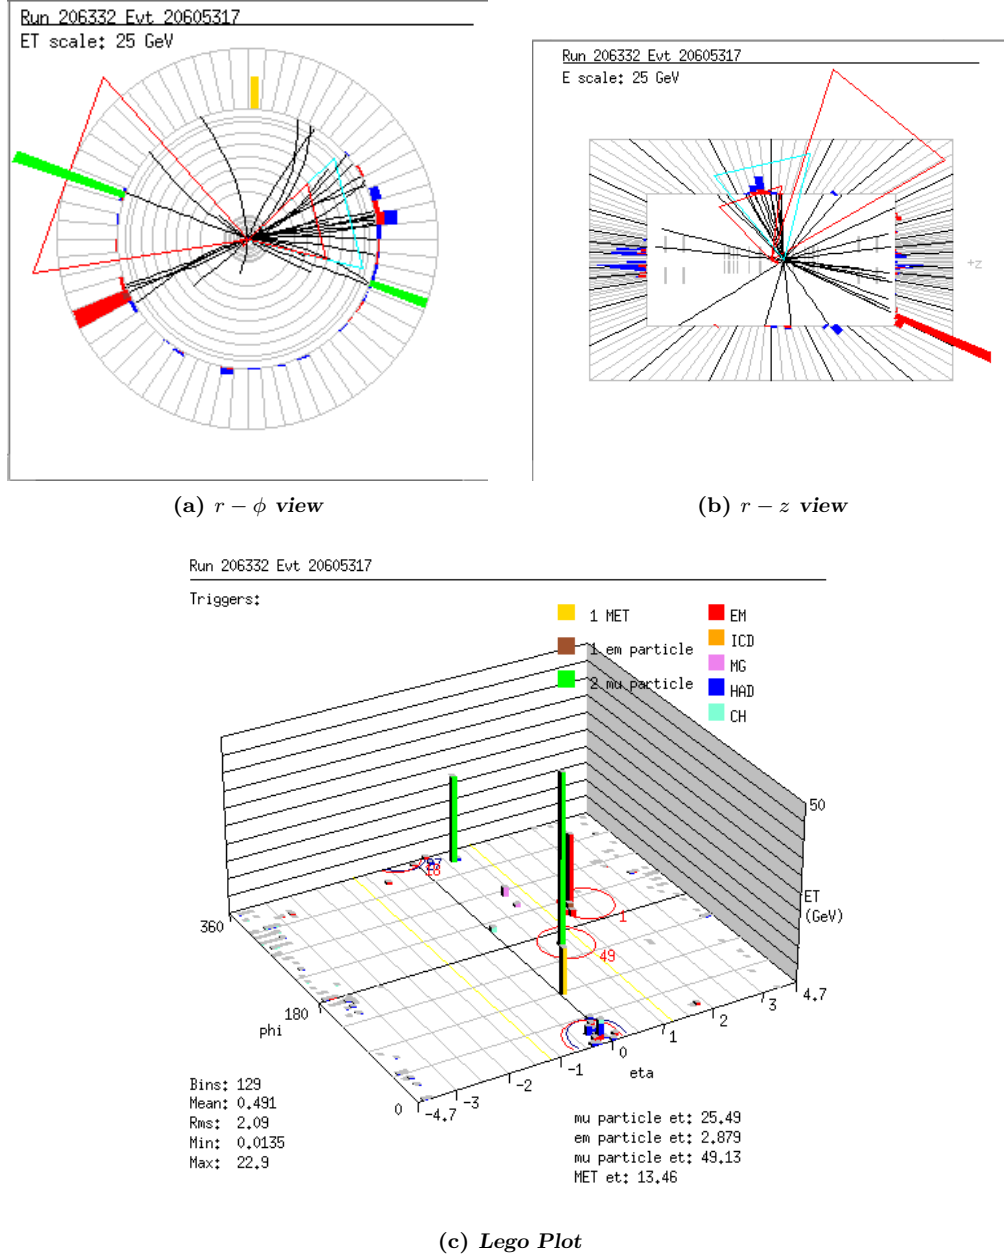 Run 206332 Evt 20605317
ET scale: 25 GeV
Run 206332 Evt 20605317
E scale: 25 GeV
+z
(a) r − ϕ view
(b) r − z view
Run 206332 Evt 20605317
Triggers:
1 MET
1 em particle
2 mu particle
EM
ICD
MG
HAD
CH
50
ET
(GeV)
18
1
49
360
180
phi
0
-4.7
-3
-2
-1
0
1
2
3
4.7
eta
Bins: 129
Mean: 0.491
Rms: 2.09
Min: 0.0135
Max: 22.9
mu particle et: 25.49
em particle et: 2.879
mu particle et: 49.13
MET et: 13.46
(c) Lego Plot